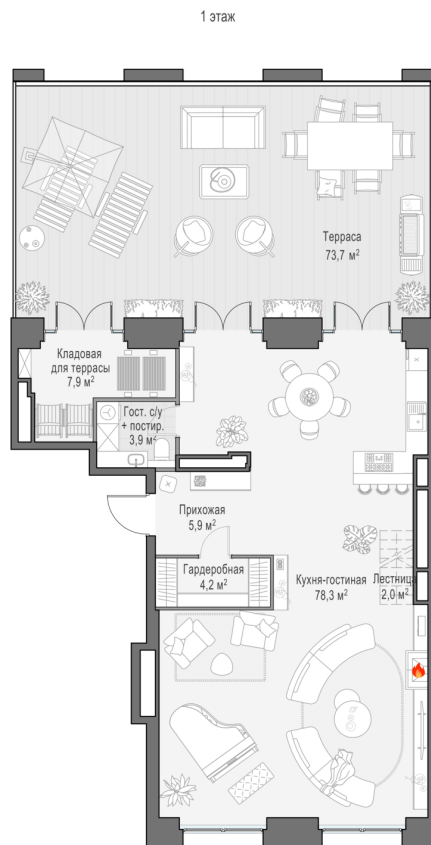 1 этаж
Терраса
73,7 м²
Кладовая
для террасы
7,9 м²
Гост. с/у
+ постир.
3,9 м²
Прихожая
5,9 м²
Гардеробная
4,2 м²
Кухня-гостиная
78,3 м²
Лестница
2,0 м²